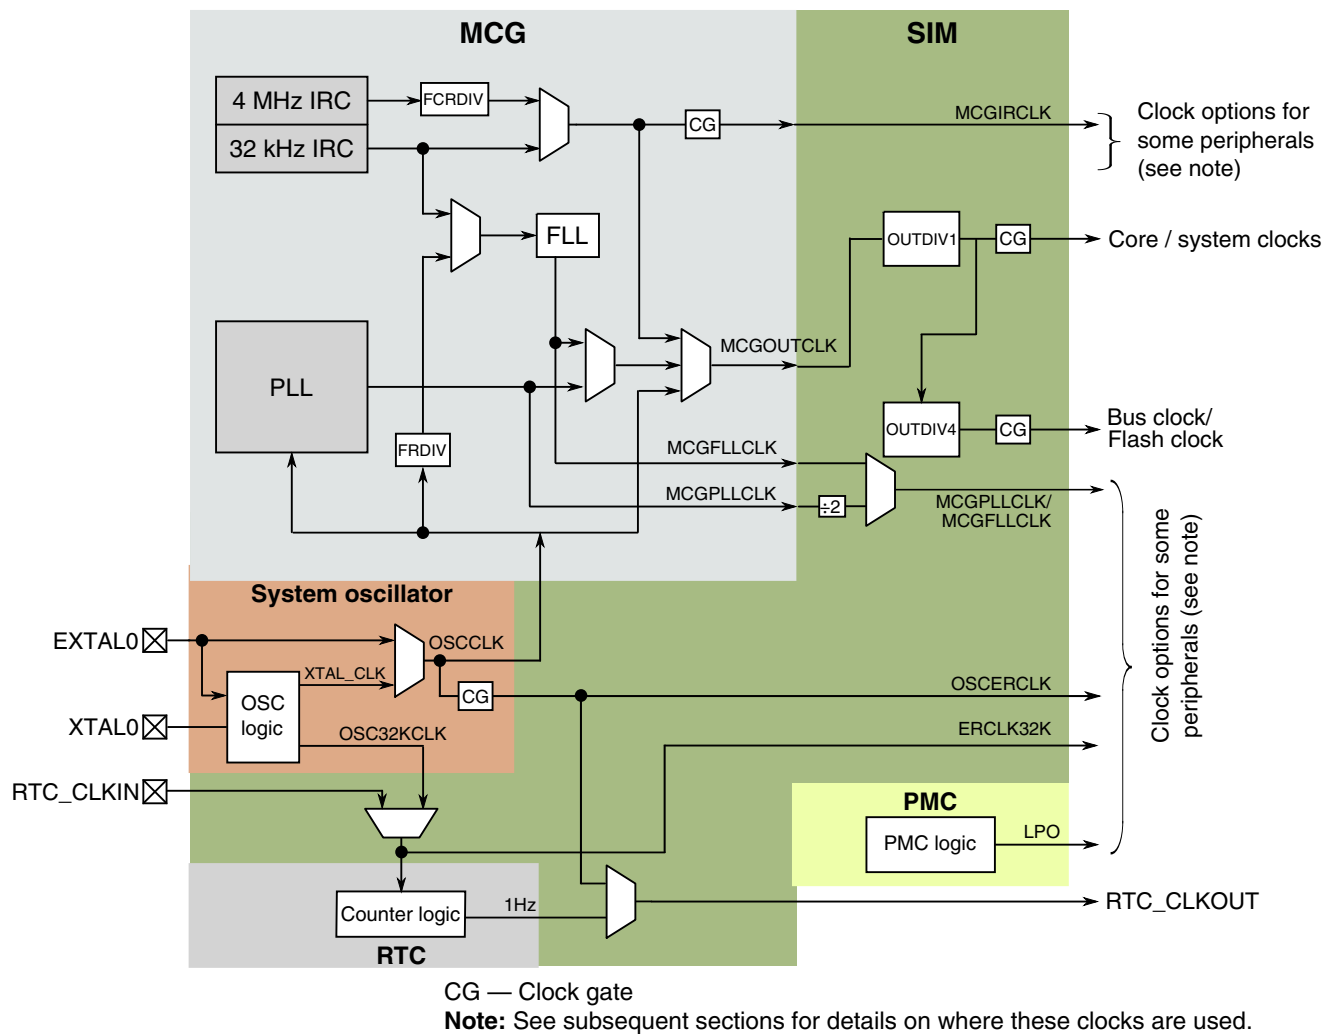 MCG
SIM
4 MHz IRC
FCRDIV
32 kHz IRC
CG
MCGIRCLK
Clock options for
some peripherals
(see note)
FLL
OUTDIV1
CG
Core / system clocks
PLL
MCGOUTCLK
FRDIV
OUTDIV4
CG
Bus clock/
Flash clock
MCGFLLCLK
MCGPLLCLK
÷2
MCGPLLCLK/
MCGFLLCLK
Clock options for some
peripherals (see note)
System oscillator
EXTAL0
OSCCLK
XTAL_CLK
OSC
logic
CG
OSCERCLK
XTAL0
OSC32KCLK
ERCLK32K
RTC_CLKIN
PMC
PMC logic
LPO
Counter logic
1Hz
RTC_CLKOUT
RTC
CG — Clock gate
Note: See subsequent sections for details on where these clocks are used.